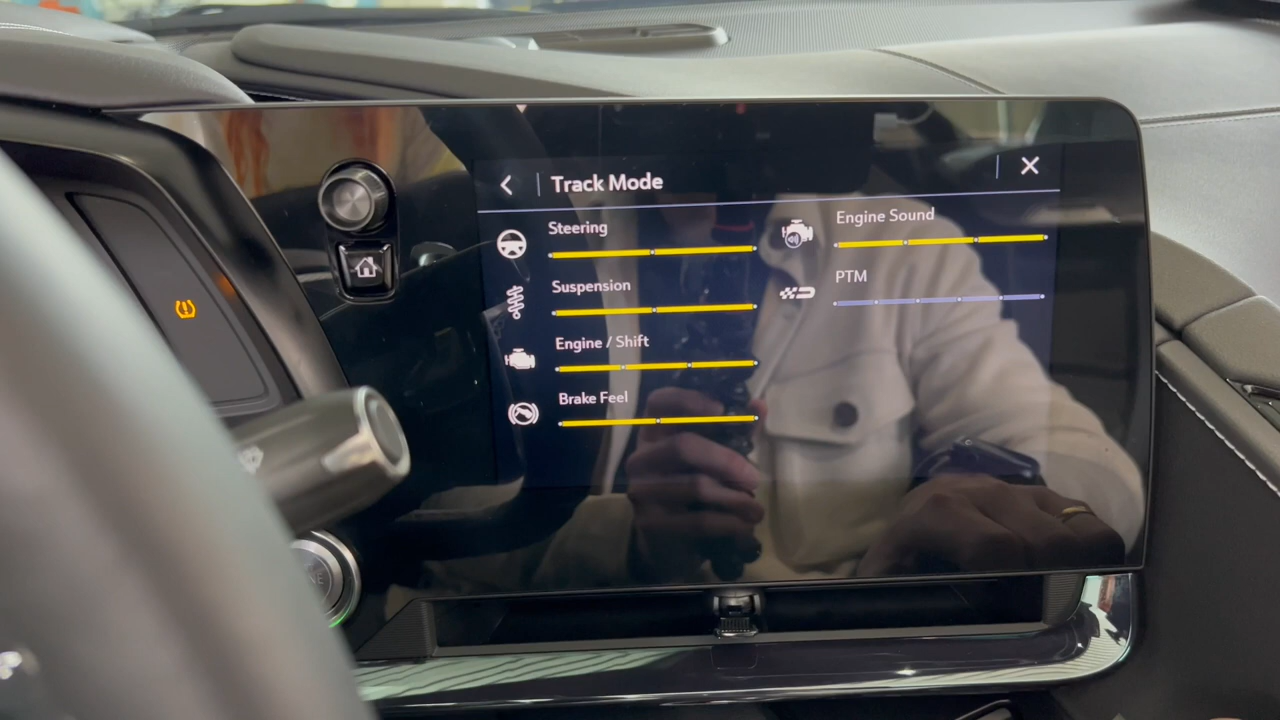 Track Mode
Steering
Suspension
Engine / Shift
Brake Feel
Engine Sound
PTM